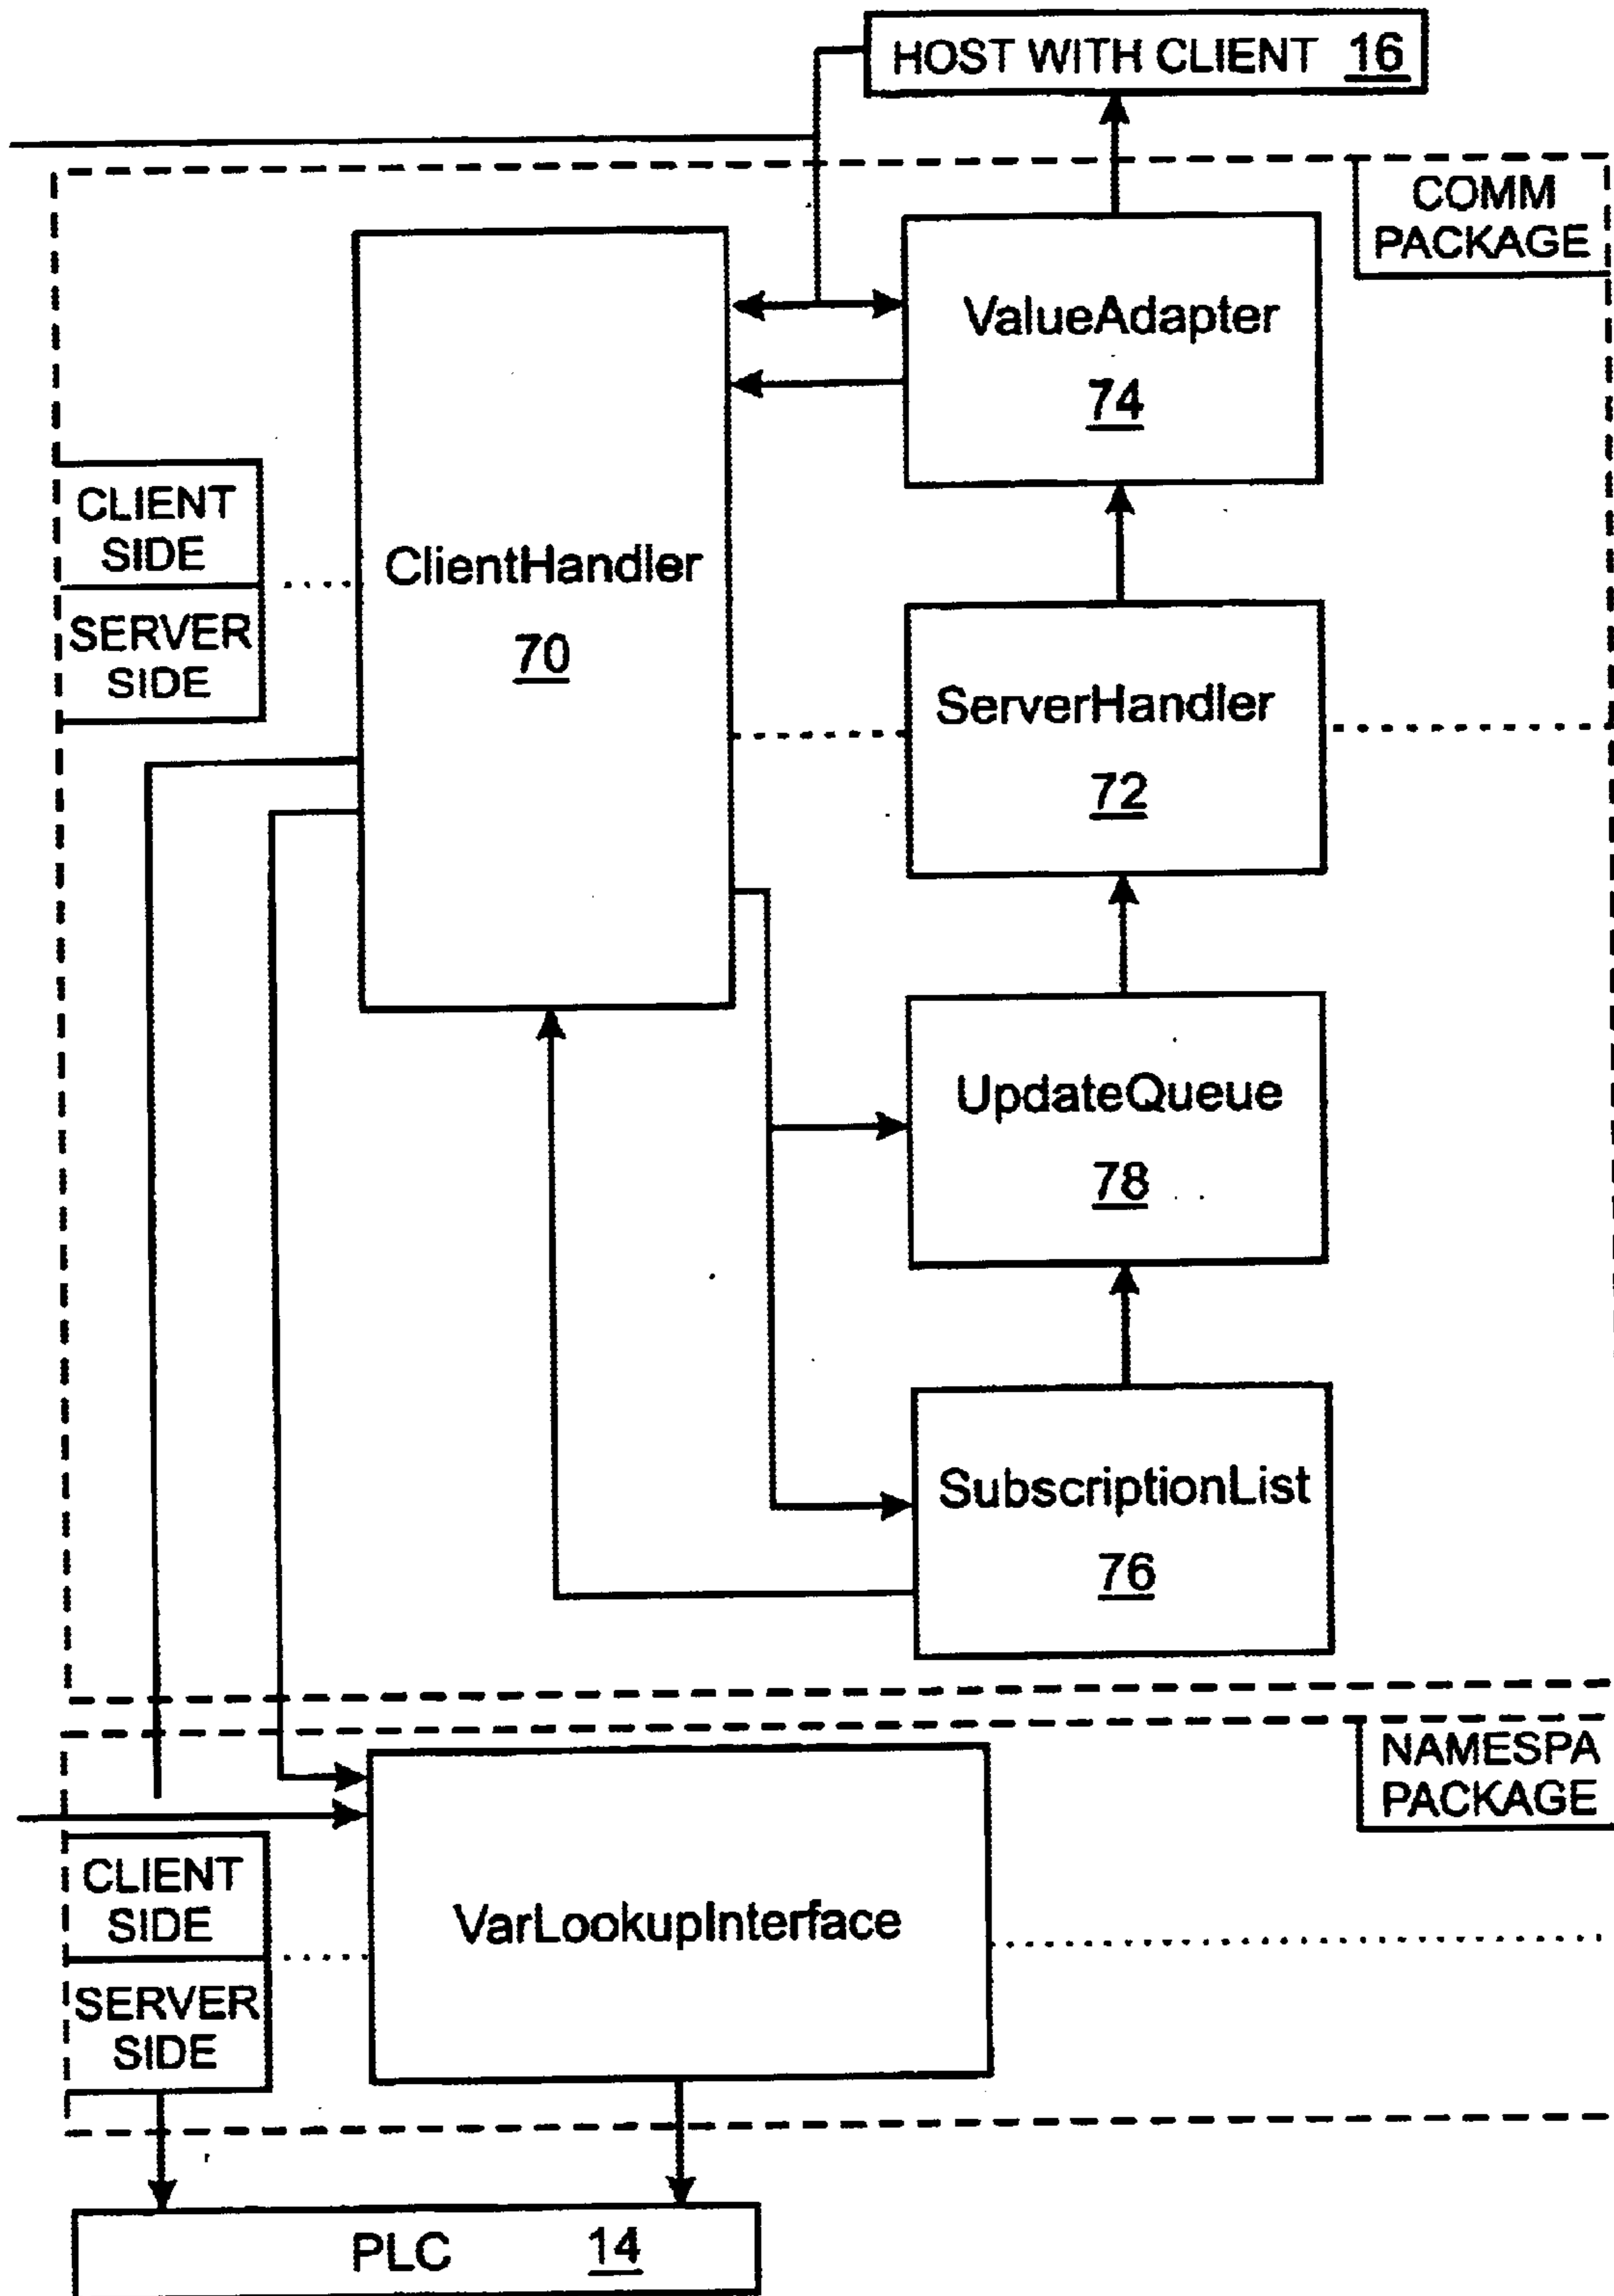 HOST WITH CLIENT 16
COMM
PACKAGE
ValueAdapter
74
CLIENT
SIDE
SERVER
SIDE
ClientHandler
70
ServerHandler
72
UpdateQueue
78
SubscriptionList
76
NAMESPA
PACKAGE
CLIENT
SIDE
SERVER
SIDE
VarLookupInterface
PLC 14